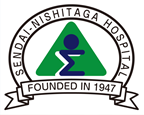 SENDAI-NISHITAGA HOSPITAL
FOUNDED IN 1947